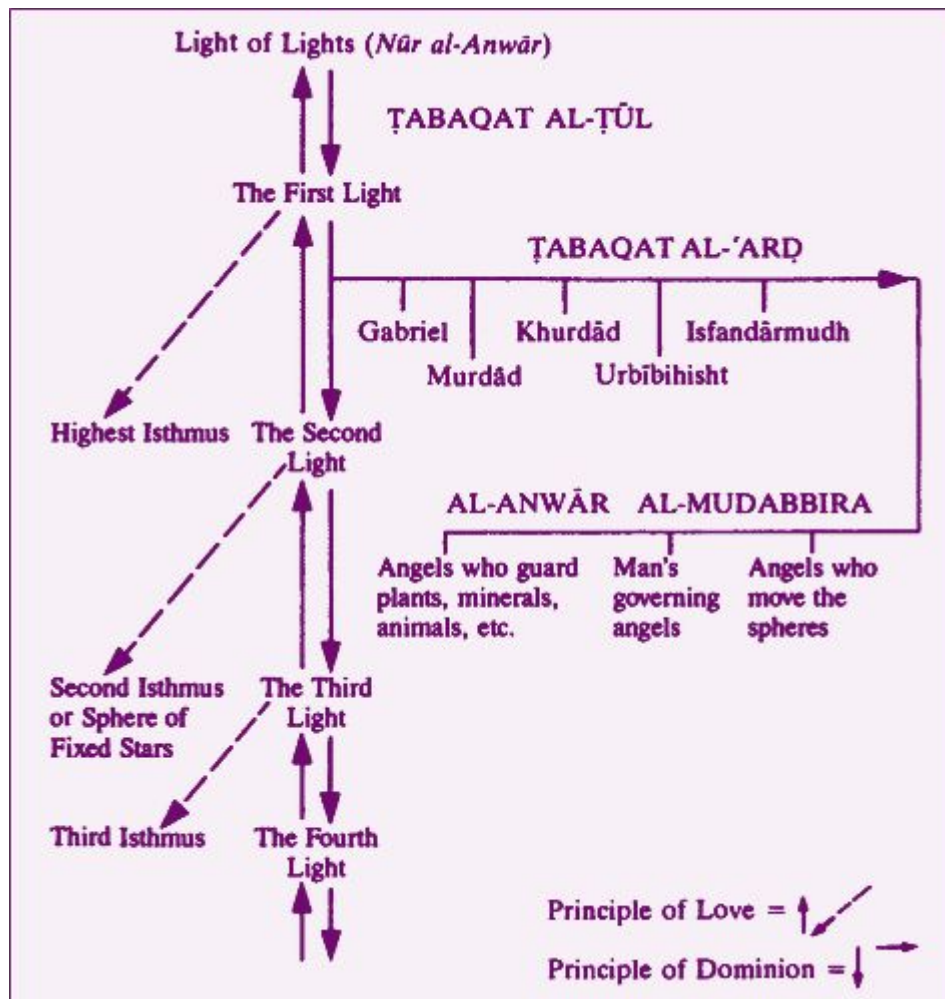 Light of Lights (Nūr al-Anwār)
ṬABAQAT AL-ṬŪL
The First Light
ṬABAQAT AL-'ARḌ
Gabriel
Khurdād
Isfandārmudh
Murdād
Urbībihisht
Highest Isthmus
The Second
Light
AL-ANWĀR AL-MUDABBIRA
Angels who guard
plants, minerals,
animals, etc.
Man's
governing
angels
Angels who
move the
spheres
Second Isthmus
or Sphere of
Fixed Stars
The Third
Light
Third Isthmus
The Fourth
Light
Principle of Love =
Principle of Dominion =